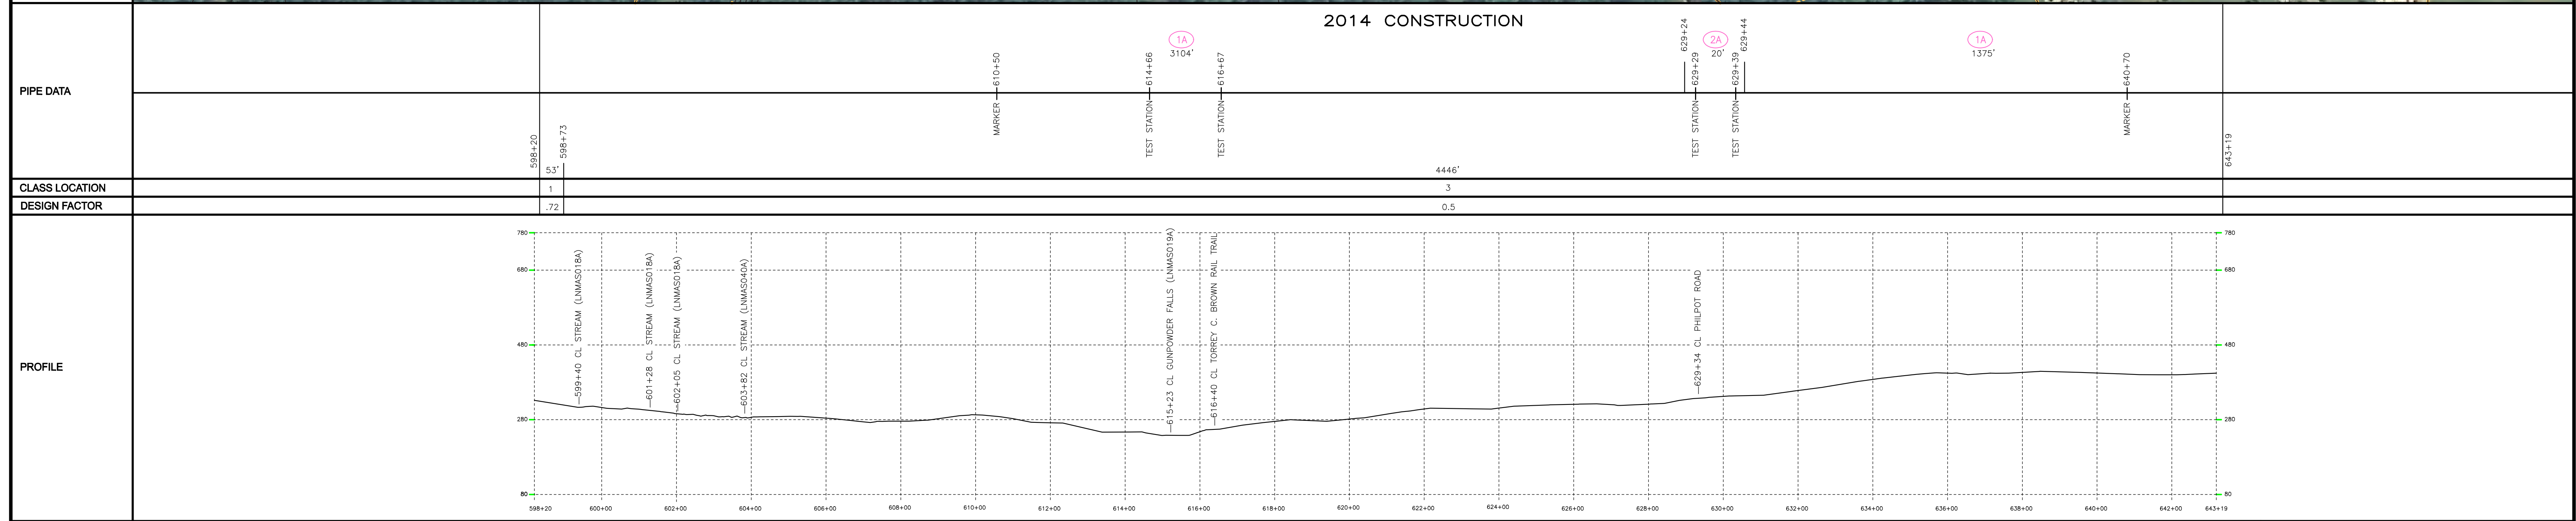 2014 CONSTRUCTION
PIPE DATA
598+20
598+73
53'
MARKER 610+50
TEST STATION 614+66
1A
3104'
TEST STATION 616+67
629+24
TEST STATION 629+29
2A
20'
TEST STATION 629+39
629+44
1A
1375'
MARKER 640+70
643+19
4446'
CLASS LOCATION
1
3
DESIGN FACTOR
.72
0.5
PROFILE
780
680
480
280
80
599+40 CL STREAM (LNMAS018A)
601+28 CL STREAM (LNMAS018A)
602+05 CL STREAM (LNMAS018A)
603+82 CL STREAM (LNMAS040A)
615+23 CL GUNPOWDER FALLS (LNMAS019A)
616+40 CL TORREY C. BROWN RAIL TRAIL
629+34 CL PHILPOT ROAD
780
680
480
280
80
598+20 600+00 602+00 604+00 606+00 608+00 610+00 612+00 614+00 616+00 618+00 620+00 622+00 624+00 626+00 628+00 630+00 632+00 634+00 636+00 638+00 640+00 642+00 643+19